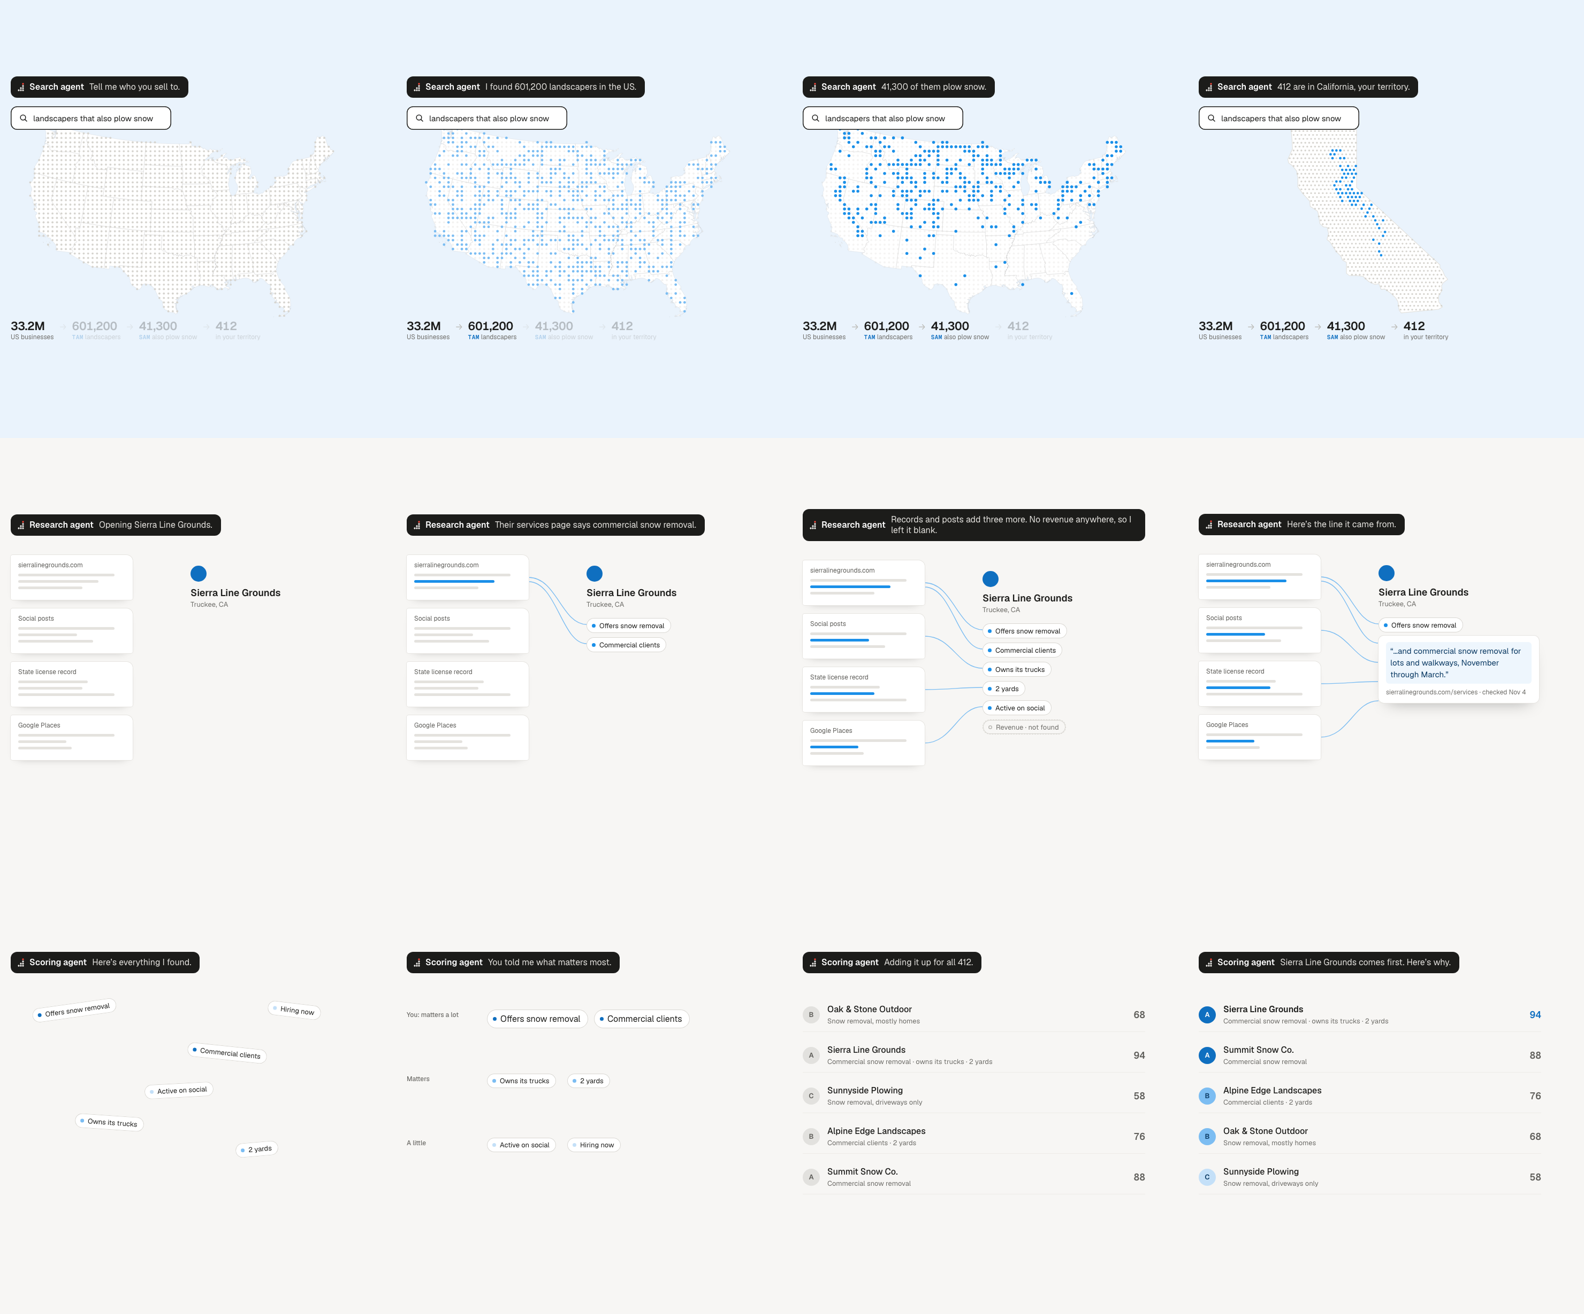 Search agent Tell me who you sell to.
landscapers that also plow snow
33.2M → 601,200 → 41,300 → 412
US businesses TAM landscapers SAM also plow snow in your territory
Search agent I found 601,200 landscapers in the US.
landscapers that also plow snow
33.2M → 601,200 → 41,300 → 412
US businesses TAM landscapers SAM also plow snow in your territory
Search agent 41,300 of them plow snow.
landscapers that also plow snow
33.2M → 601,200 → 41,300 → 412
US businesses TAM landscapers SAM also plow snow in your territory
Search agent 412 are in California, your territory.
landscapers that also plow snow
33.2M → 601,200 → 41,300 → 412
US businesses TAM landscapers SAM also plow snow in your territory
Research agent Opening Sierra Line Grounds.
sierralinegrounds.com
Social posts
State license record
Google Places
Sierra Line Grounds
Truckee, CA
Research agent Their services page says commercial snow removal.
sierralinegrounds.com
Social posts
State license record
Google Places
Sierra Line Grounds
Truckee, CA
Offers snow removal
Commercial clients
Research agent Records and posts add three more. No revenue anywhere, so I
left it blank.
sierralinegrounds.com
Social posts
State license record
Google Places
Sierra Line Grounds
Truckee, CA
Offers snow removal
Commercial clients
Owns its trucks
2 yards
Active on social
Revenue · not found
Research agent Here's the line it came from.
sierralinegrounds.com
Social posts
State license record
Google Places
Sierra Line Grounds
Truckee, CA
Offers snow removal
"…and commercial snow removal for
lots and walkways, November
through March."
sierralinegrounds.com/services · checked Nov 4
Scoring agent Here's everything I found.
Offers snow removal
Hiring now
Commercial clients
Active on social
Owns its trucks
2 yards
Scoring agent You told me what matters most.
You: matters a lot Offers snow removal Commercial clients
Matters Owns its trucks 2 yards
A little Active on social Hiring now
Scoring agent Adding it up for all 412.
B Oak & Stone Outdoor 68
Snow removal, mostly homes
A Sierra Line Grounds 94
Commercial snow removal · owns its trucks · 2 yards
C Sunnyside Plowing 58
Snow removal, driveways only
B Alpine Edge Landscapes 76
Commercial clients · 2 yards
A Summit Snow Co. 88
Commercial snow removal
Scoring agent Sierra Line Grounds comes first. Here's why.
A Sierra Line Grounds 94
Commercial snow removal · owns its trucks · 2 yards
A Summit Snow Co. 88
Commercial snow removal
B Alpine Edge Landscapes 76
Commercial clients · 2 yards
B Oak & Stone Outdoor 68
Snow removal, mostly homes
C Sunnyside Plowing 58
Snow removal, driveways only